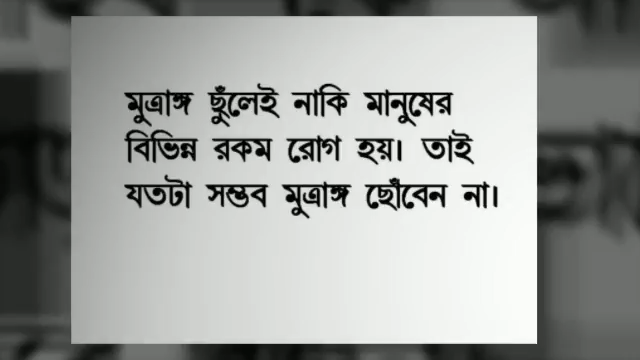 মুত্রাঙ্গ ছুঁলেই নাকি মানুষের
বিভিন্ন রকম রোগ হয়। তাই
যতটা সম্ভব মুত্রাঙ্গ ছোঁবেন না।